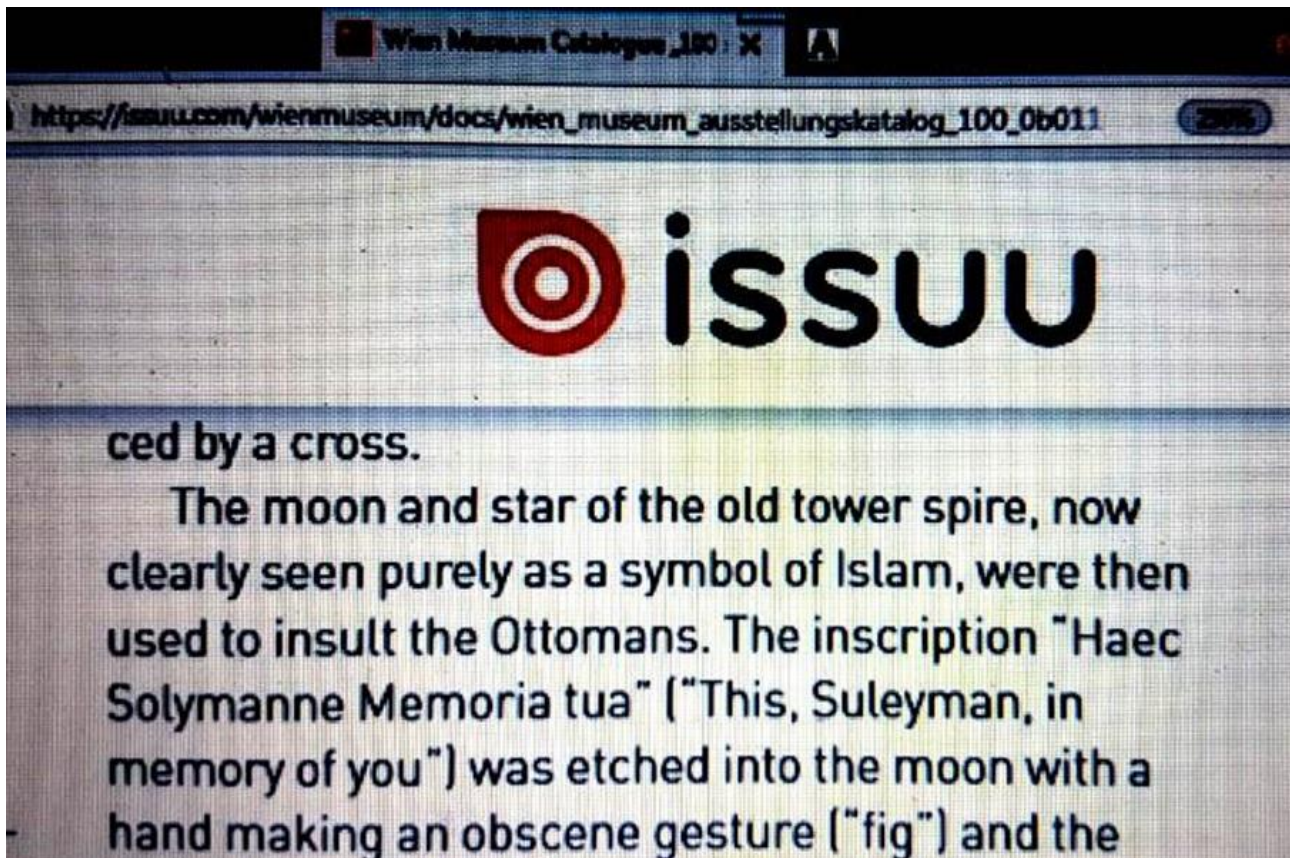 Wien Museum Catalogue „100
https://issuu.com/wienmuseum/docs/wien_museum_ausstellungskatalog_100_0b011
issuu
ced by a cross.
The moon and star of the old tower spire, now
clearly seen purely as a symbol of Islam, were then
used to insult the Ottomans. The inscription "Haec
Solymanne Memoria tua" ("This, Suleyman, in
memory of you") was etched into the moon with a
hand making an obscene gesture ("fig") and the